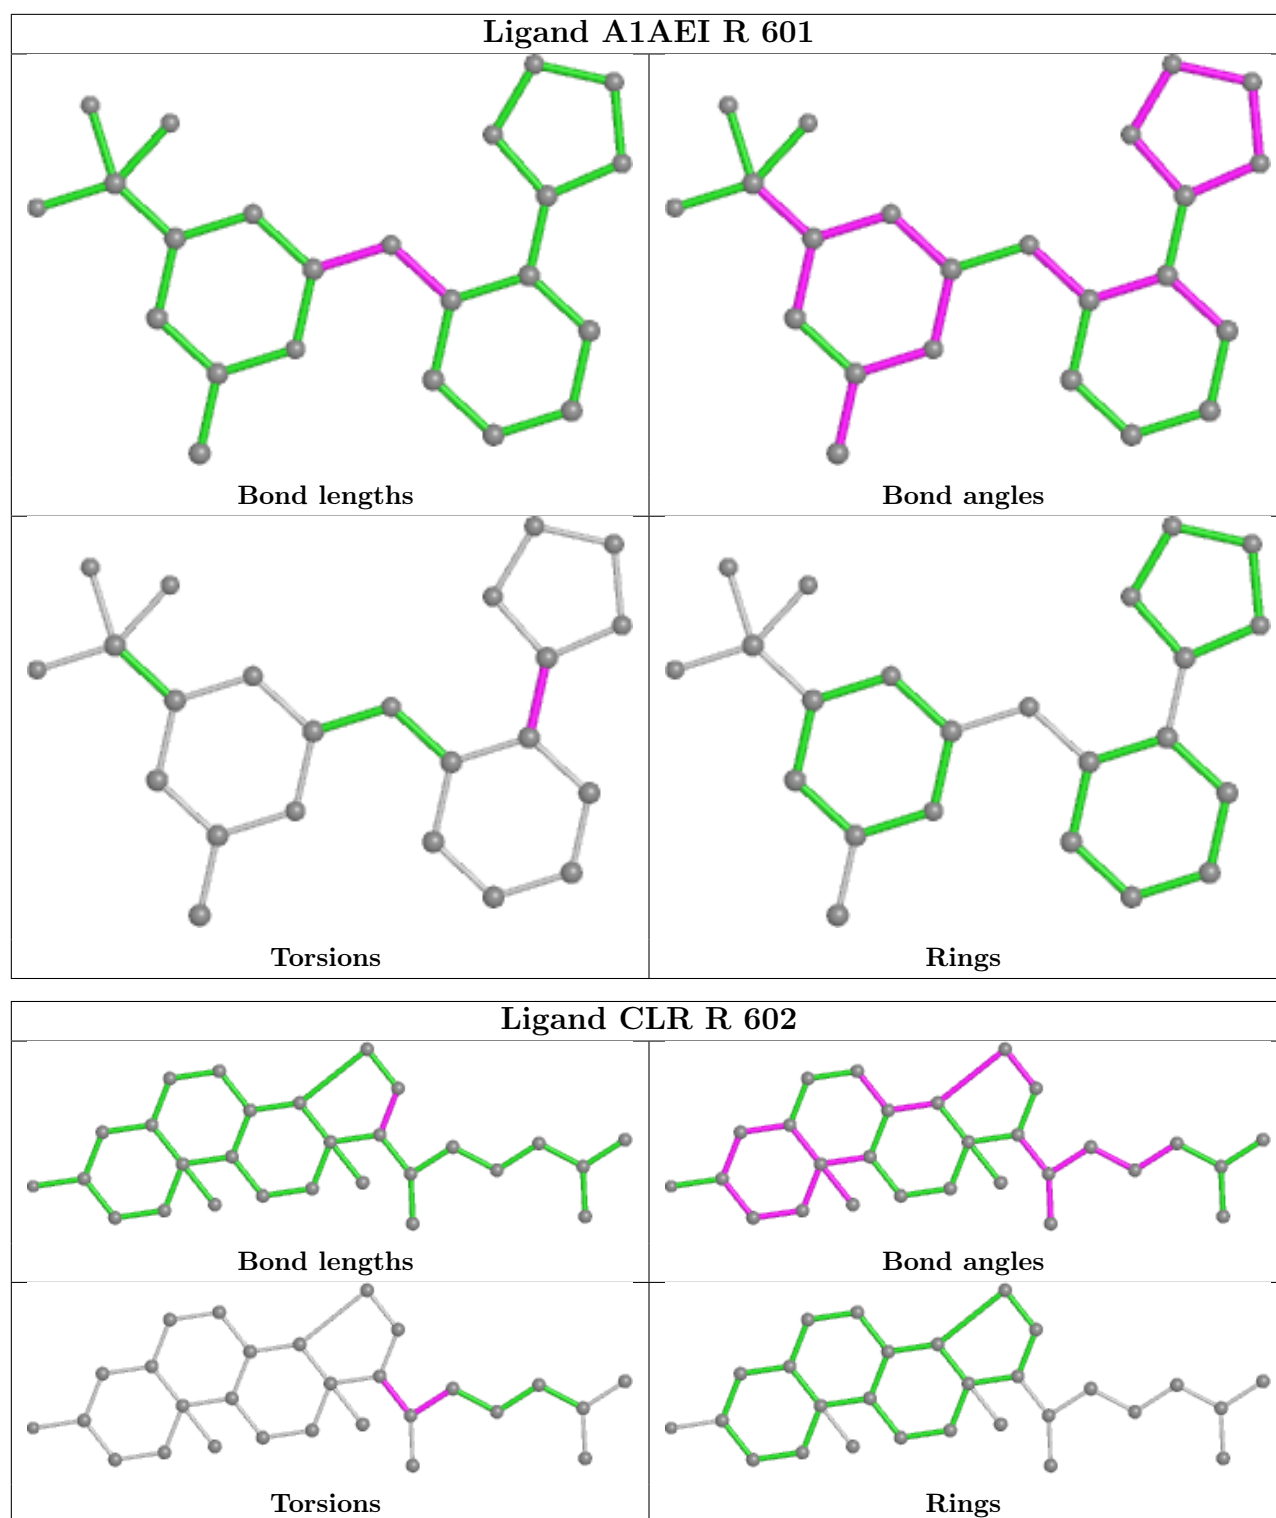 Ligand A1AEI R 601
Bond lengths
Bond angles
Torsions
Rings
Ligand CLR R 602
Bond lengths
Bond angles
Torsions
Rings